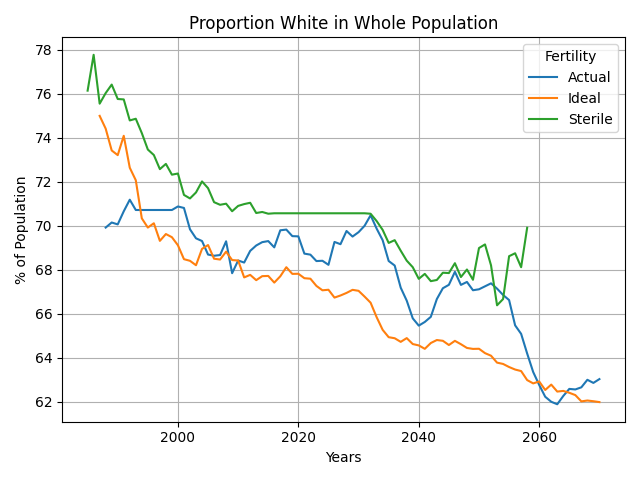 Proportion White in Whole Population
% of Population
78
76
74
72
70
68
66
64
62
Fertility
Actual
Ideal
Sterile
2000
2020
2040
2060
Years